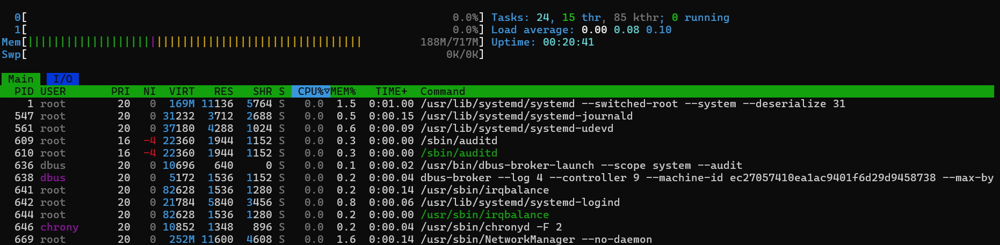 0[ 0.0%] Tasks: 24, 15 thr, 85 kthr; 0 running
1[ 0.0%] Load average: 0.00 0.08 0.10
Mem[||||||||||||||||||||||||||||||||||||||||||||||||||||188M/717M] Uptime: 00:20:41
Swp[ 0K/0K]
Main I/O
PID USER PRI NI VIRT RES SHR S CPU%▽MEM% TIME+ Command
1 root 20 0 169M 11136 5764 S 0.0 1.5 0:01.00 /usr/lib/systemd/systemd --switched-root --system --deserialize 31
547 root 20 0 31232 3712 2688 S 0.0 0.5 0:00.15 /usr/lib/systemd/systemd-journald
561 root 20 0 37180 4288 1024 S 0.0 0.6 0:00.09 /usr/lib/systemd/systemd-udevd
609 root 16 -4 22360 1944 1152 S 0.0 0.3 0:00.00 /sbin/auditd
610 root 16 -4 22360 1944 1152 S 0.0 0.3 0:00.00 /sbin/auditd
636 dbus 20 0 10696 640 0 S 0.0 0.1 0:00.02 /usr/bin/dbus-broker-launch --scope system --audit
638 dbus 20 0 5172 1536 1152 S 0.0 0.2 0:00.04 dbus-broker --log 4 --controller 9 --machine-id ec27057410ea1ac9401f6d29d9458738 --max-by
641 root 20 0 82628 1536 1280 S 0.0 0.2 0:00.14 /usr/sbin/irqbalance
642 root 20 0 21784 5840 3456 S 0.0 0.8 0:00.06 /usr/lib/systemd/systemd-logind
644 root 20 0 82628 1536 1280 S 0.0 0.2 0:00.00 /usr/sbin/irqbalance
646 chrony 20 0 10852 1348 896 S 0.0 0.2 0:00.04 /usr/sbin/chronyd -F 2
669 root 20 0 252M 11600 4608 S 0.0 1.6 0:00.14 /usr/sbin/NetworkManager --no-daemon